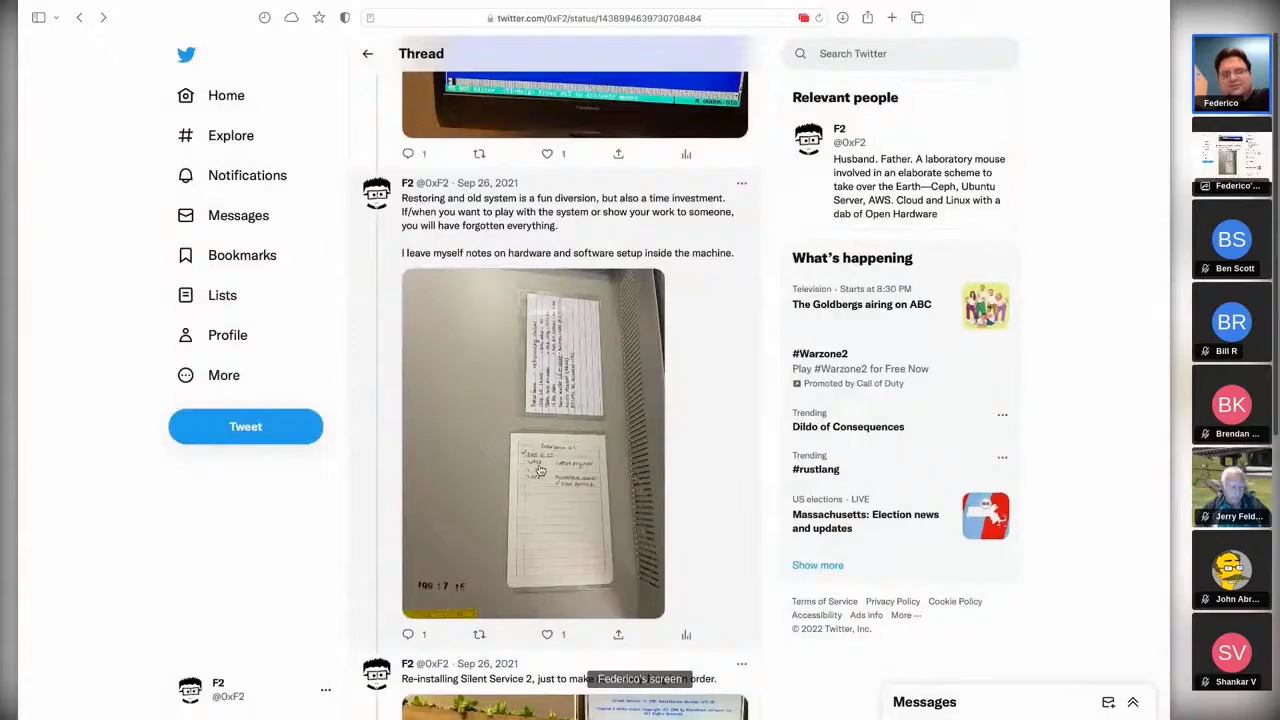 twitter.com/0xF2/status/1438994639730708484
Thread
Search Twitter
Home
Explore
Notifications
Messages
Bookmarks
Lists
Profile
More
Tweet
F2
@0xF2
1
1
F2 @0xF2 · Sep 26, 2021
Restoring and old system is a fun diversion, but also a time investment.
If/when you want to play with the system or show your work to someone,
you will have forgotten everything.
I leave myself notes on hardware and software setup inside the machine.
1
1
F2 @0xF2 · Sep 26, 2021
Re-installing Silent Service 2, just to make
order.
Federico's screen
Relevant people
F2
@0xF2
Husband. Father. A laboratory mouse
involved in an elaborate scheme to
take over the Earth—Ceph, Ubuntu
Server, AWS. Cloud and Linux with a
dab of Open Hardware
What's happening
Television · Starts at 8:30 PM
The Goldbergs airing on ABC
#Warzone2
Play #Warzone2 for Free Now
Promoted by Call of Duty
Trending
Dildo of Consequences
Trending
#rustlang
US elections · LIVE
Massachusetts: Election news
and updates
Show more
Terms of Service Privacy Policy Cookie Policy
Accessibility Ads info More ···
© 2022 Twitter, Inc.
Messages
Federico
Federico'...
BS
Ben Scott
BR
Bill R
BK
Brendan ...
Jerry Feld...
John Abr...
SV
Shankar V